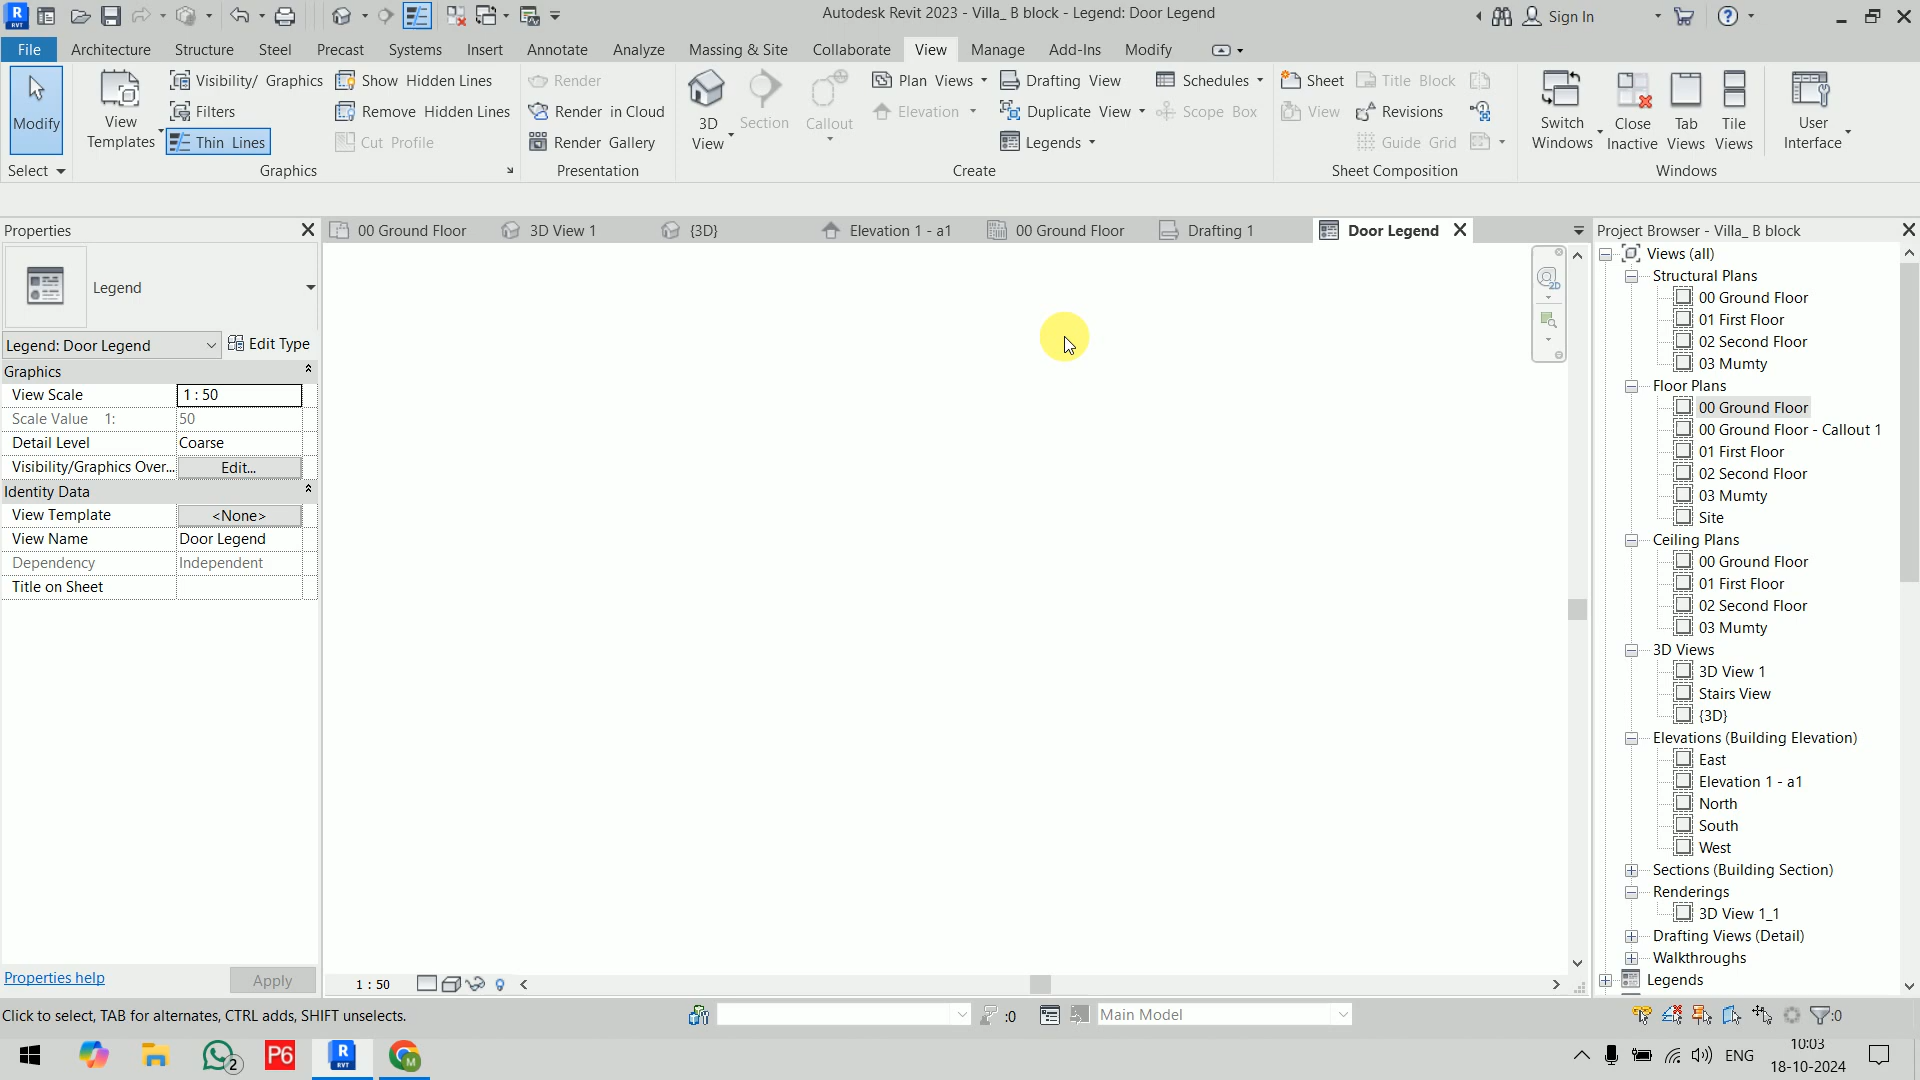 Autodesk Revit 2023 - Villa_ B block - Legend: Door Legend
Sign In
File Architecture Structure Steel Precast Systems Insert Annotate Analyze Massing & Site Collaborate View Manage Add-Ins Modify
Modify
View Templates
Visibility/ Graphics
Filters
Thin Lines
Show Hidden Lines
Remove Hidden Lines
Cut Profile
Render
Render in Cloud
Render Gallery
3D View
Section
Callout
Plan Views
Elevation
Drafting View
Duplicate View
Legends
Schedules
Scope Box
Sheet
View
Title Block
Revisions
Guide Grid
Switch Windows
Close Inactive
Tab Views
Tile Views
User Interface
Select Graphics Presentation Create Sheet Composition Windows
Properties
00 Ground Floor 3D View 1 {3D} Elevation 1 - a1 00 Ground Floor Drafting 1 Door Legend
Legend
Legend: Door Legend Edit Type
Graphics
View Scale 1 : 50
Scale Value 1: 50
Detail Level Coarse
Visibility/Graphics Over... Edit...
Identity Data
View Template <None>
View Name Door Legend
Dependency Independent
Title on Sheet
Properties help Apply
2D
1 : 50
Project Browser - Villa_ B block
Views (all)
Structural Plans
00 Ground Floor
01 First Floor
02 Second Floor
03 Mumty
Floor Plans
00 Ground Floor
00 Ground Floor - Callout 1
01 First Floor
02 Second Floor
03 Mumty
Site
Ceiling Plans
00 Ground Floor
01 First Floor
02 Second Floor
03 Mumty
3D Views
3D View 1
Stairs View
{3D}
Elevations (Building Elevation)
East
Elevation 1 - a1
North
South
West
Sections (Building Section)
Renderings
3D View 1_1
Drafting Views (Detail)
Walkthroughs
Legends
Click to select, TAB for alternates, CTRL adds, SHIFT unselects.
:0
Main Model
:0
2
P6
R
RVT
M
ENG
10:03
18-10-2024